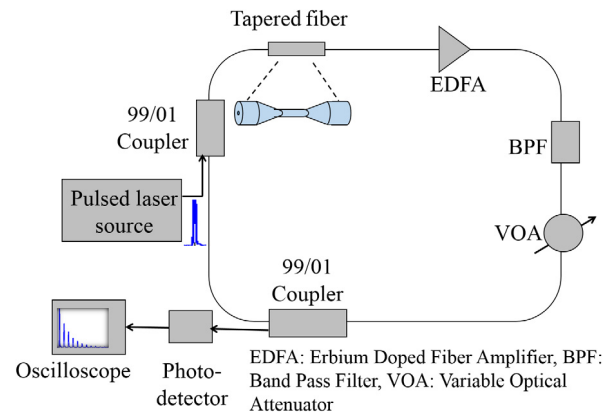 Tapered fiber
EDFA
99/01
Coupler
BPF
Pulsed laser
source
VOA
99/01
Coupler
Oscilloscope
Photo-
detector
EDFA: Erbium Doped Fiber Amplifier, BPF:
Band Pass Filter, VOA: Variable Optical
Attenuator